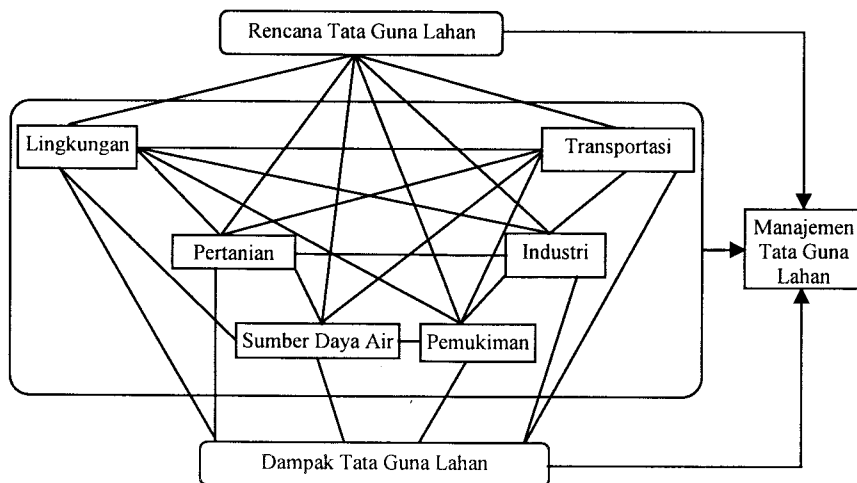 Rencana Tata Guna Lahan
Lingkungan
Transportasi
Pertanian
Industri
Manajemen
Tata Guna
Lahan
Sumber Daya Air
Pemukiman
Dampak Tata Guna Lahan